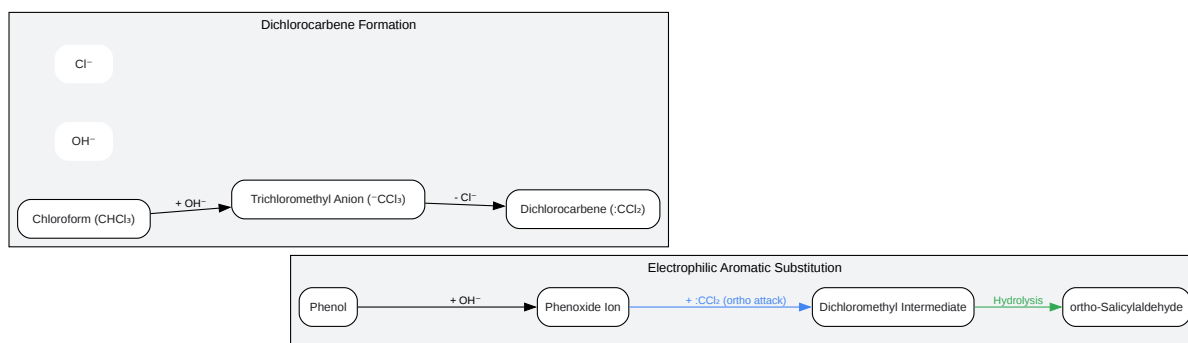 Dichlorocarbene Formation
Cl⁻
OH⁻
Chloroform (CHCl₃)
+ OH⁻
Trichloromethyl Anion (⁻CCl₃)
- Cl⁻
Dichlorocarbene (:CCl₂)
Electrophilic Aromatic Substitution
Phenol
+ OH⁻
Phenoxide Ion
+ :CCl₂ (ortho attack)
Dichloromethyl Intermediate
Hydrolysis
ortho-Salicylaldehyde